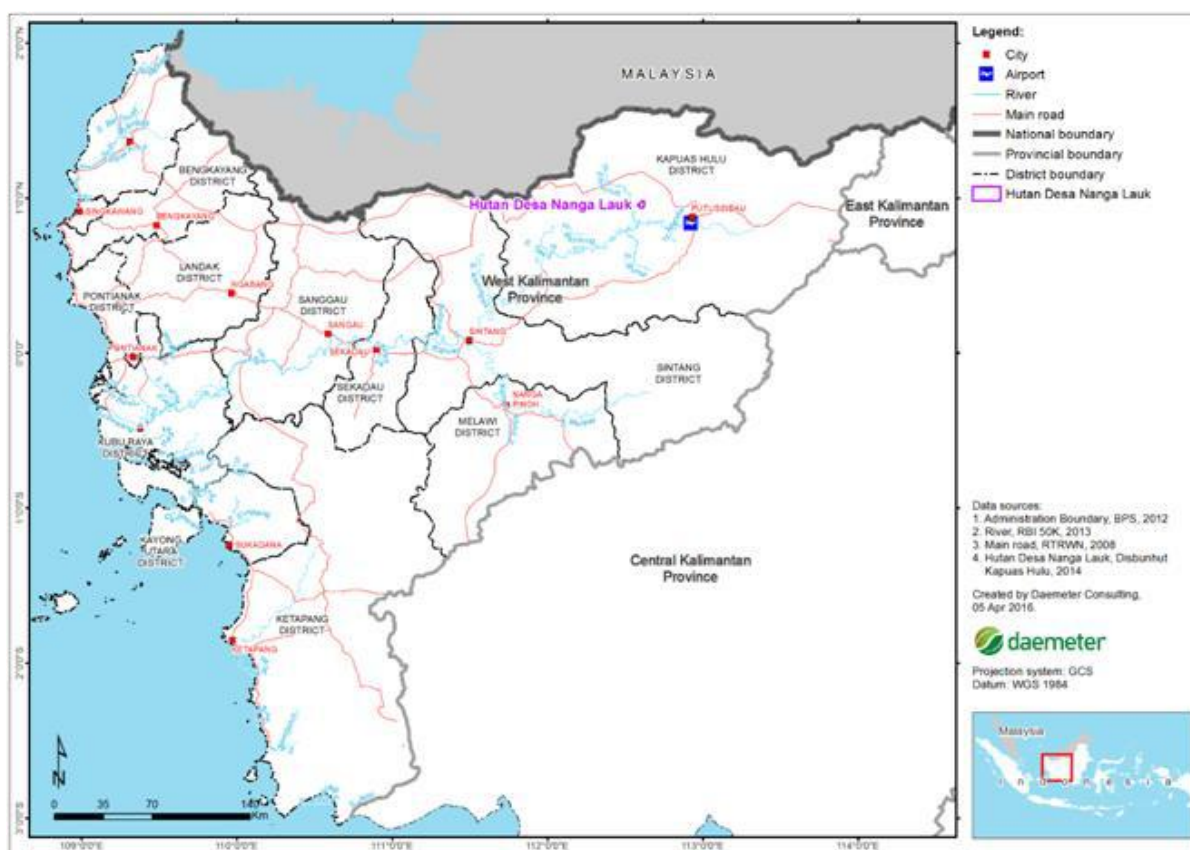 MALAYSIA
BENGKAYANG
DISTRICT
KAPUAS HULU
DISTRICT
Hutan Desa Nanga Lauk
PUTUSSIBAU
East Kalimantan
Province
SINGKAWANG
BENGKAYANG
LANDAK
DISTRICT
NGABANG
PONTIANAK
DISTRICT
SANGGAU
DISTRICT
West Kalimantan
Province
PONTIANAK
SANGAU
SEKADAU
SINTANG
SEKADAU
DISTRICT
SINTANG
DISTRICT
NANGA
PINOH
MELAWI
DISTRICT
KUBU RAYA
DISTRICT
KAYONG
UTARA
DISTRICT
SUKADANA
Central Kalimantan
Province
KETAPANG
DISTRICT
KETAPANG
N
0 35 70 140
Km
109°0'0"E 110°0'0"E 111°0'0"E 112°0'0"E 113°0'0"E 114°0'0"E
2°0'0"N
1°0'0"N
0°0'0"
1°0'0"S
2°0'0"S
3°0'0"S
Legend:
City
Airport
River
Main road
National boundary
Provincial boundary
District boundary
Hutan Desa Nanga Lauk
Data sources:
1. Administration Boundary, BPS, 2012
2. River, RBI 50K, 2013
3. Main road, RTRWN, 2008
4. Hutan Desa Nanga Lauk, Disbunhut
Kapuas Hulu, 2014
Created by Daemeter Consulting,
05 Apr 2016.
daemeter
Projection system: GCS
Datum: WGS 1984
Malaysia
Indonesia